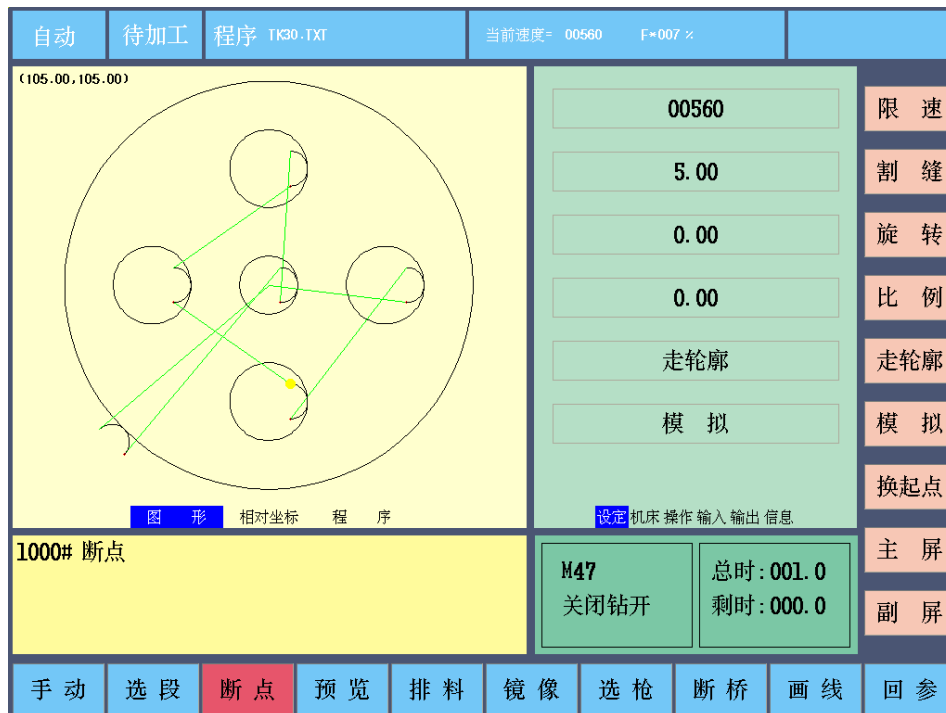 自动 待加工 程序 TK30.TXT 当前速度= 00560 F*007 %
(105.00,105.00)
00560 限 速
5.00 割 缝
0.00 旋 转
0.00 比 例
走轮廓 走轮廓
模 拟 模 拟
换起点
图 形 相对坐标 程 序 设定 机床 操作 输入 输出 信息
1000# 断点 主 屏
M47 总时:001.0
关闭钻开 剩时:000.0 副 屏
手 动 选 段 断 点 预 览 排 料 镜 像 选 枪 断 桥 画 线 回 参